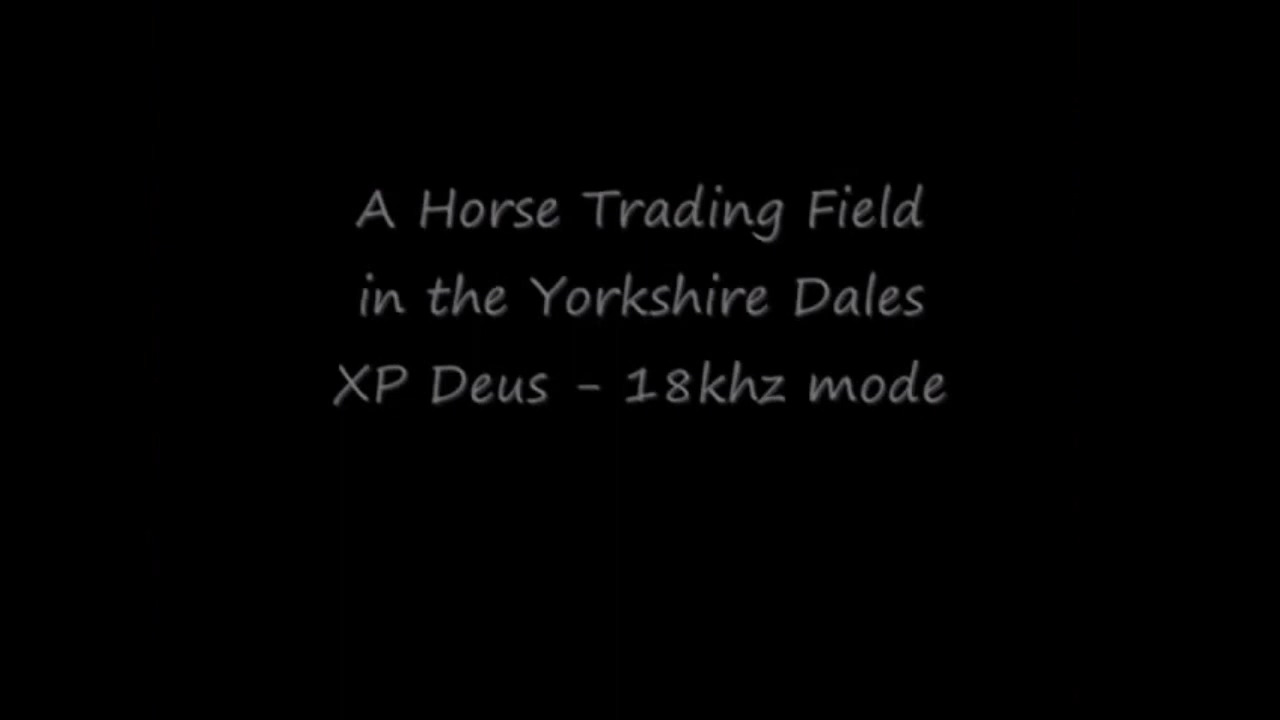 A Horse Trading Field
in the Yorkshire Dales
XP Deus - 18khz mode